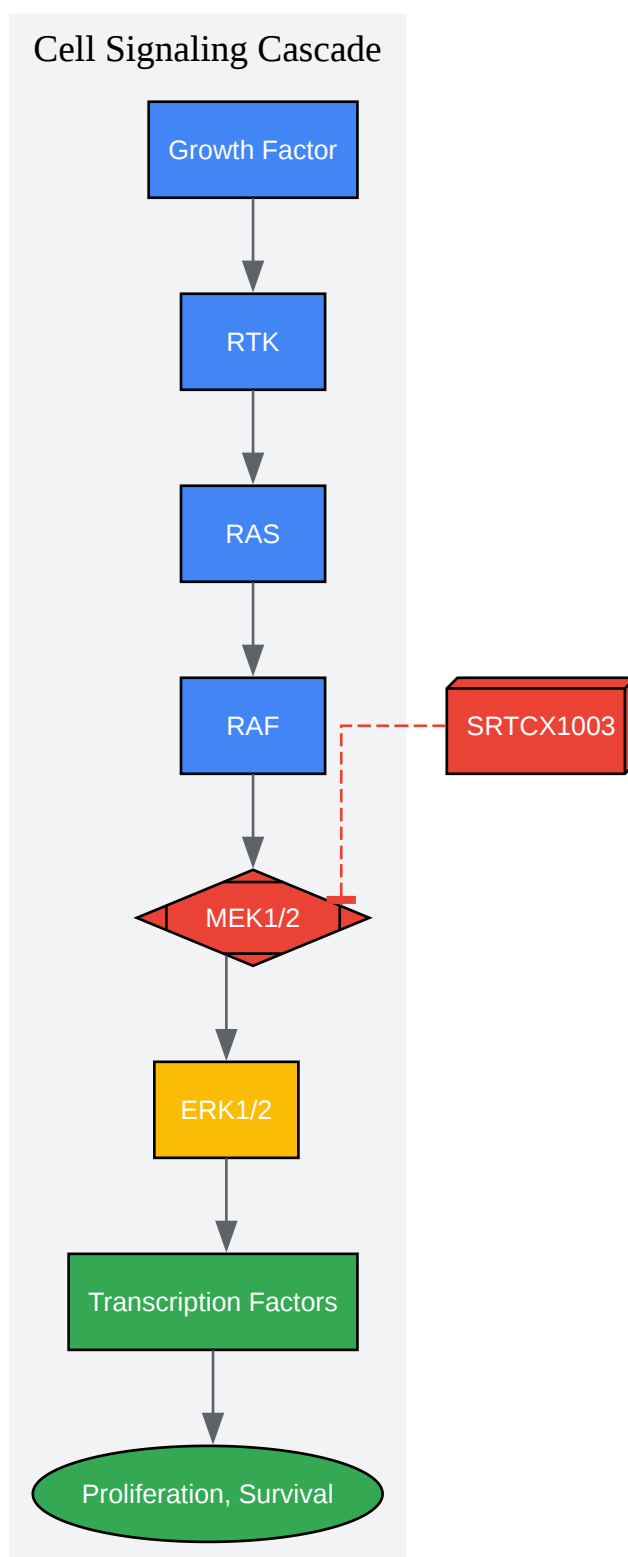 Cell Signaling Cascade
Growth Factor
RTK
RAS
RAF
SRTCX1003
MEK1/2
ERK1/2
Transcription Factors
Proliferation, Survival